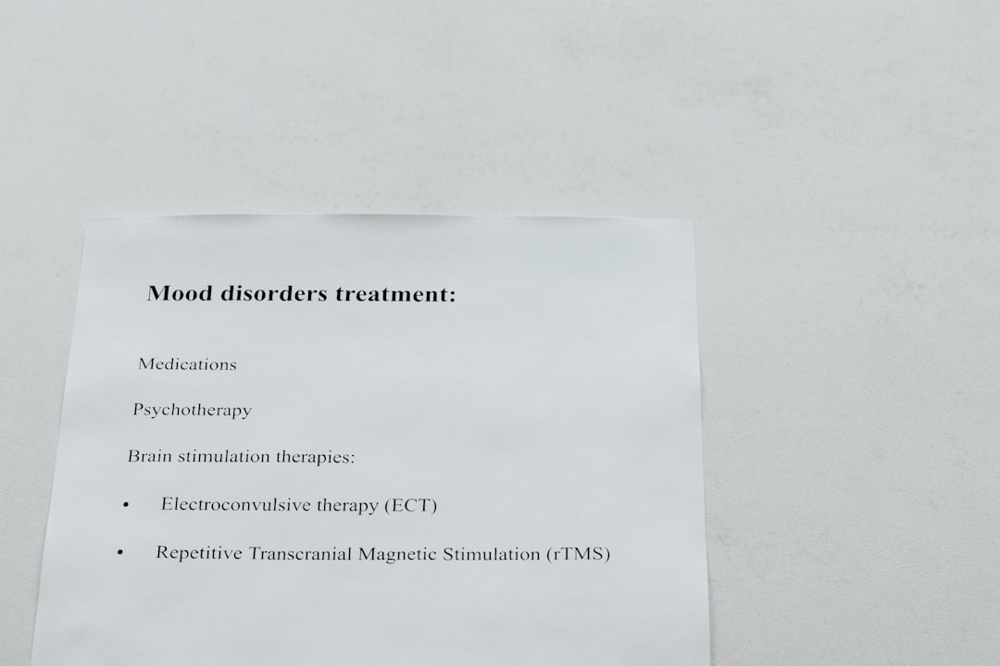 Mood disorders treatment:
Medications
Psychotherapy
Brain stimulation therapies:
• Electroconvulsive therapy (ECT)
• Repetitive Transcranial Magnetic Stimulation (rTMS)